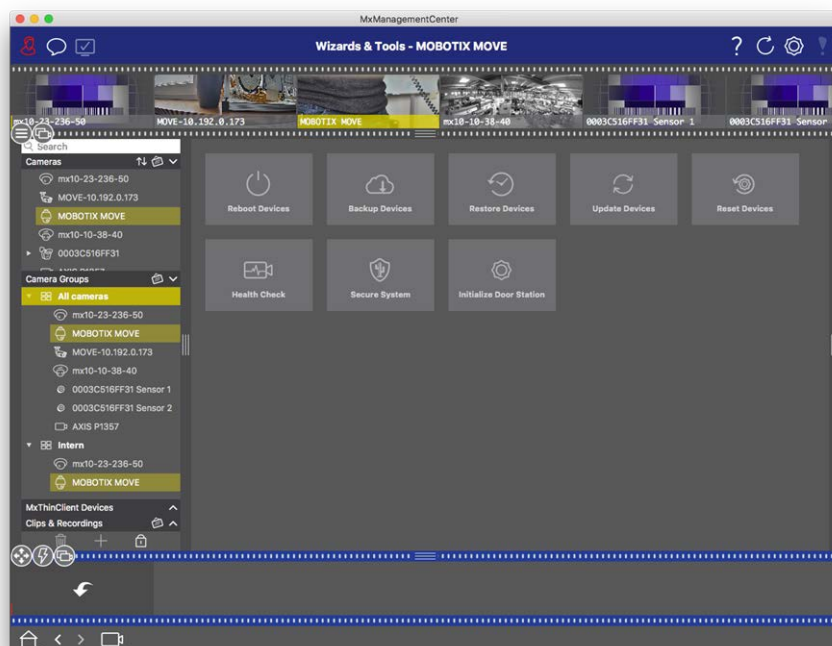 MxManagementCenter
Wizards & Tools - MOBOTIX MOVE
mx10-23-236-50
MOVE-10.192.0.173
MOBOTIX MOVE
mx10-10-38-40
0003C516FF31 Sensor 1
0003C516FF31 Sensor
Search
Cameras
mx10-23-236-50
MOVE-10.192.0.173
MOBOTIX MOVE
mx10-10-38-40
0003C516FF31
AXIS P1357
Camera Groups
All cameras
mx10-23-236-50
MOBOTIX MOVE
MOVE-10.192.0.173
mx10-10-38-40
0003C516FF31 Sensor 1
0003C516FF31 Sensor 2
AXIS P1357
Intern
mx10-23-236-50
MOBOTIX MOVE
MxThinClient Devices
Clips & Recordings
Reboot Devices
Backup Devices
Restore Devices
Update Devices
Reset Devices
Health Check
Secure System
Initialize Door Station